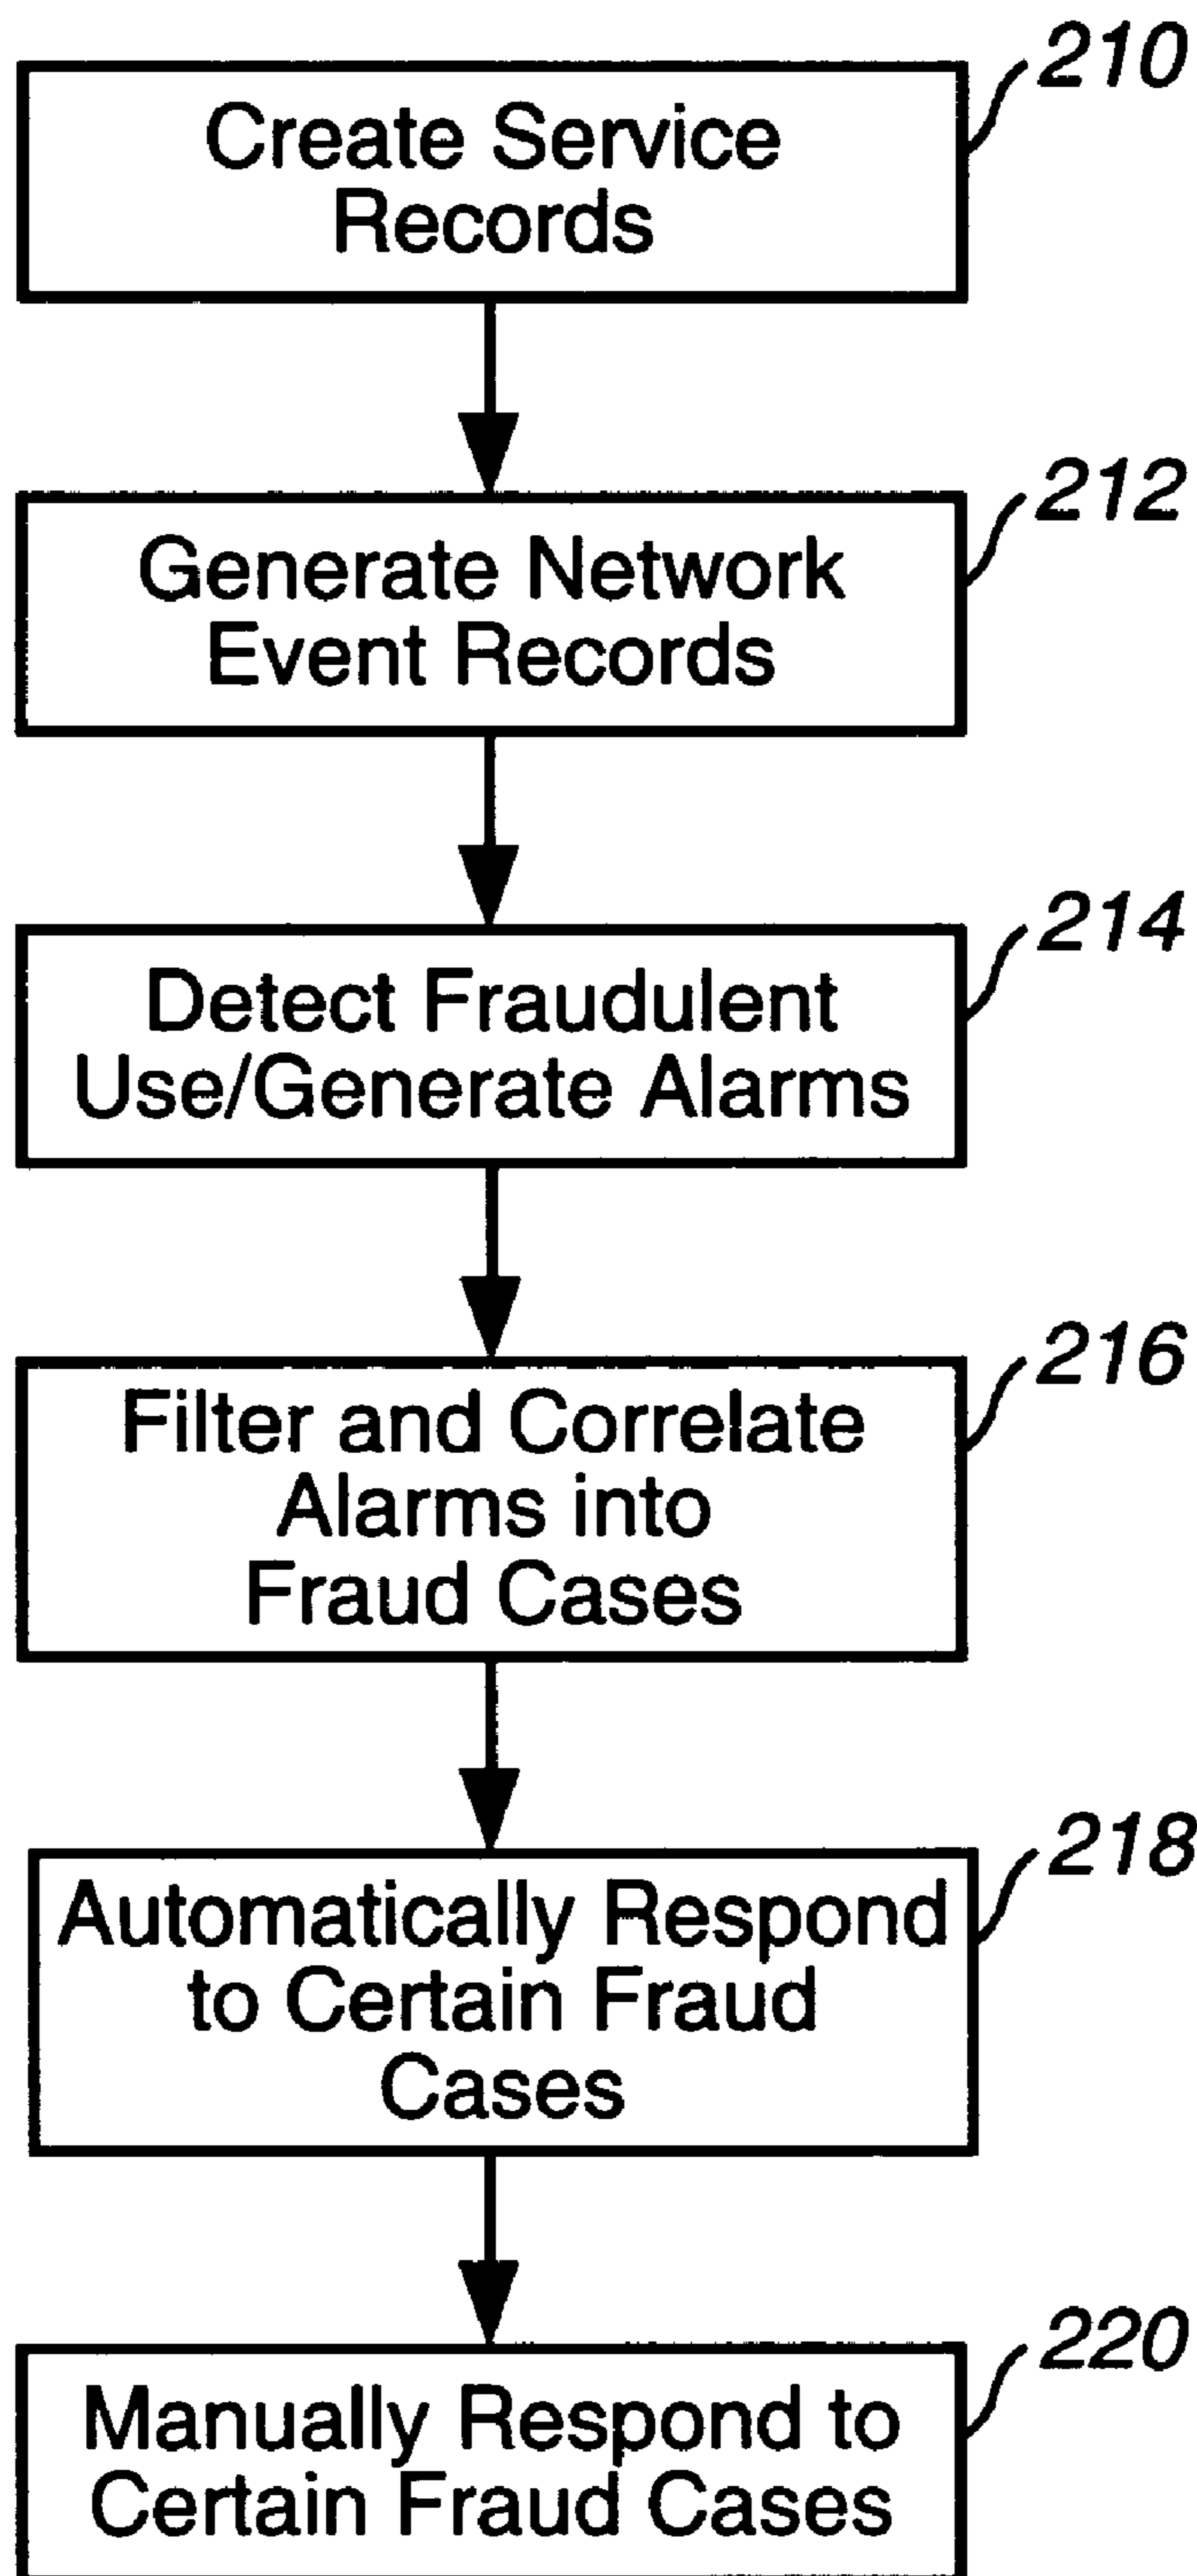 210
Create Service
Records
212
Generate Network
Event Records
214
Detect Fraudulent
Use/Generate Alarms
216
Filter and Correlate
Alarms into
Fraud Cases
218
Automatically Respond
to Certain Fraud
Cases
220
Manually Respond to
Certain Fraud Cases